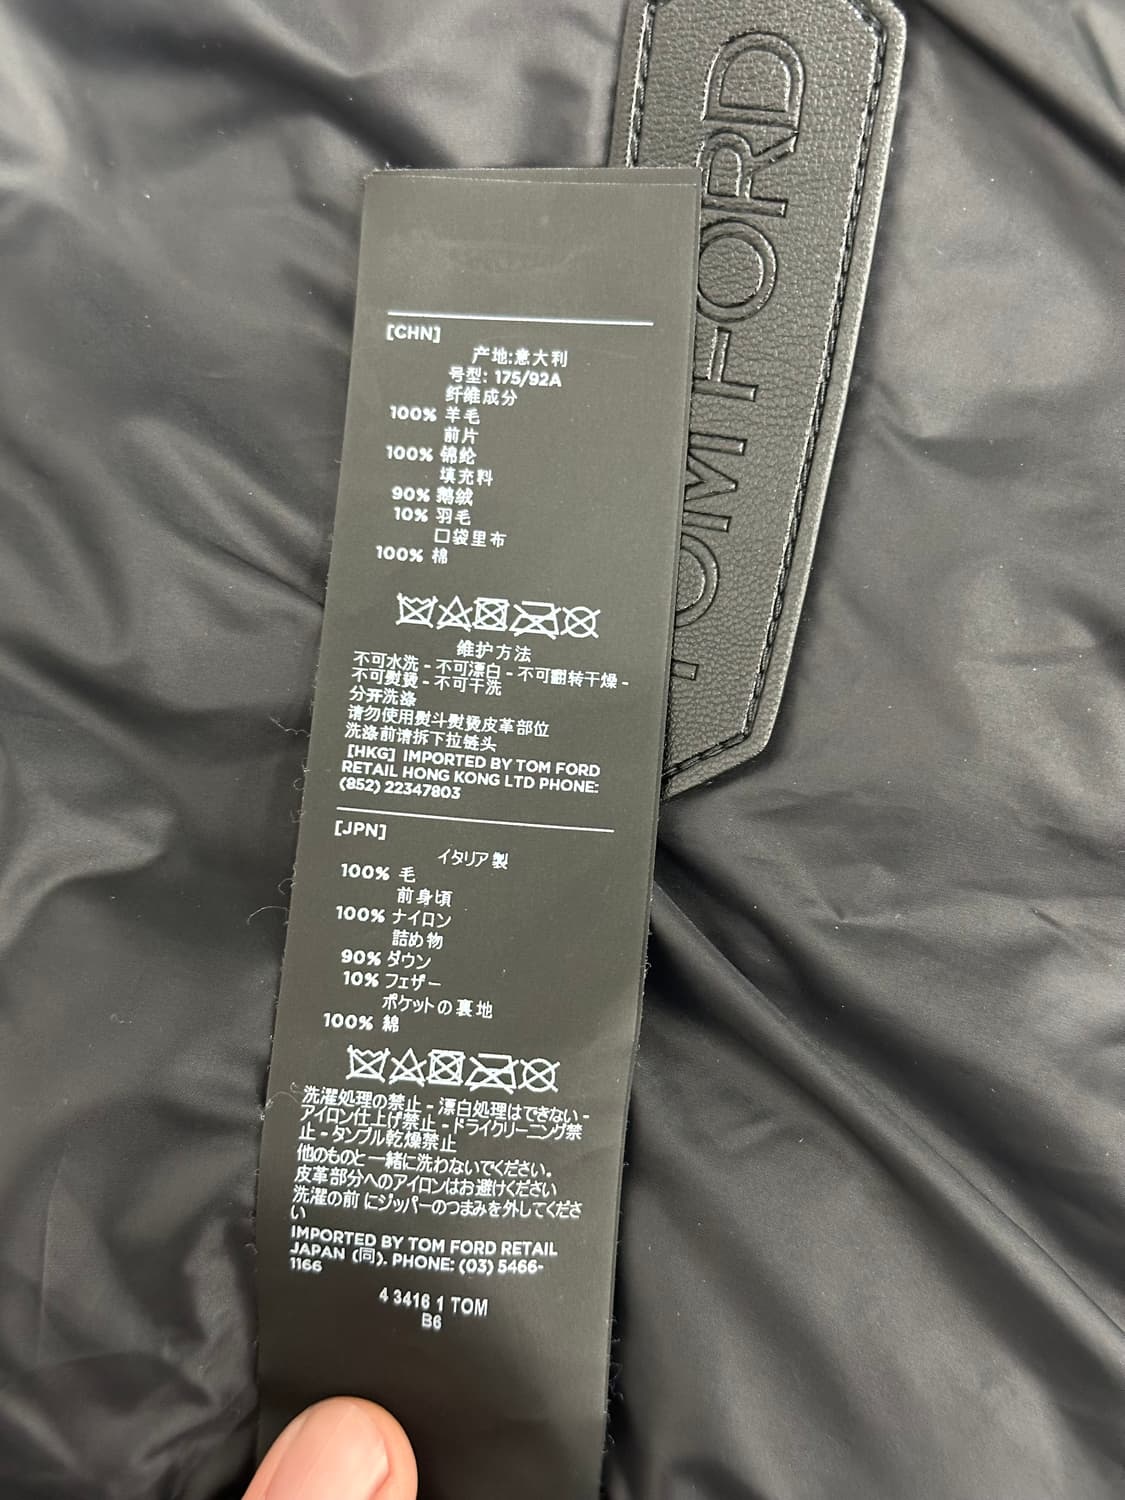 TOM FORD
[CHN]
产地:意大利
号型: 175/92A
纤维成分
100% 羊毛
前片
100% 锦纶
填充料
90% 鹅绒
10% 羽毛
口袋里布
100% 棉
维护方法
不可水洗 - 不可漂白 - 不可翻转干燥 -
不可熨烫 - 不可干洗
分开洗涤
请勿使用熨斗熨烫皮革部位
洗涤前请拆下拉链头
[HKG] IMPORTED BY TOM FORD
RETAIL HONG KONG LTD PHONE:
(852) 22347803
[JPN]
イタリア製
100% 毛
前身頃
100% ナイロン
詰め物
90% ダウン
10% フェザー
ポケットの裏地
100% 綿
洗濯処理の禁止 - 漂白処理はできない -
アイロン仕上げ禁止 - ドライクリーニング禁
止 - タンブル乾燥禁止
他のものと一緒に洗わないでください。
皮革部分へのアイロンはお避けください
洗濯の前にジッパーのつまみを外してくださ
い
IMPORTED BY TOM FORD RETAIL
JAPAN (同). PHONE: (03) 5466-
1166
4 3416 1 TOM
B6